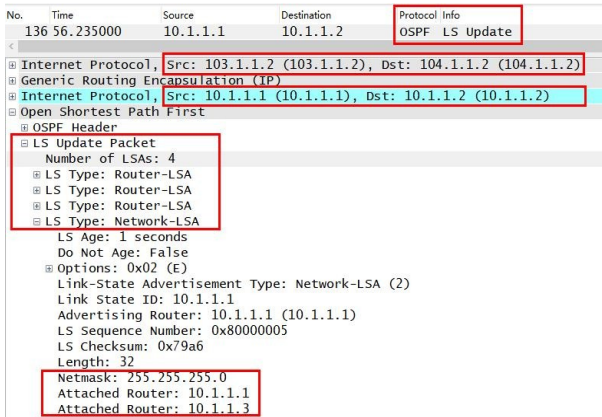 No. Time Source Destination Protocol Info
136 56.235000 10.1.1.1 10.1.1.2 OSPF LS Update
Internet Protocol, Src: 103.1.1.2 (103.1.1.2), Dst: 104.1.1.2 (104.1.1.2)
Generic Routing Encapsulation (IP)
Internet Protocol, Src: 10.1.1.1 (10.1.1.1), Dst: 10.1.1.2 (10.1.1.2)
Open Shortest Path First
OSPF Header
LS Update Packet
Number of LSAs: 4
LS Type: Router-LSA
LS Type: Router-LSA
LS Type: Router-LSA
LS Type: Network-LSA
LS Age: 1 seconds
Do Not Age: False
Options: 0x02 (E)
Link-State Advertisement Type: Network-LSA (2)
Link State ID: 10.1.1.1
Advertising Router: 10.1.1.1 (10.1.1.1)
LS Sequence Number: 0x80000005
LS Checksum: 0x79a6
Length: 32
Netmask: 255.255.255.0
Attached Router: 10.1.1.1
Attached Router: 10.1.1.3